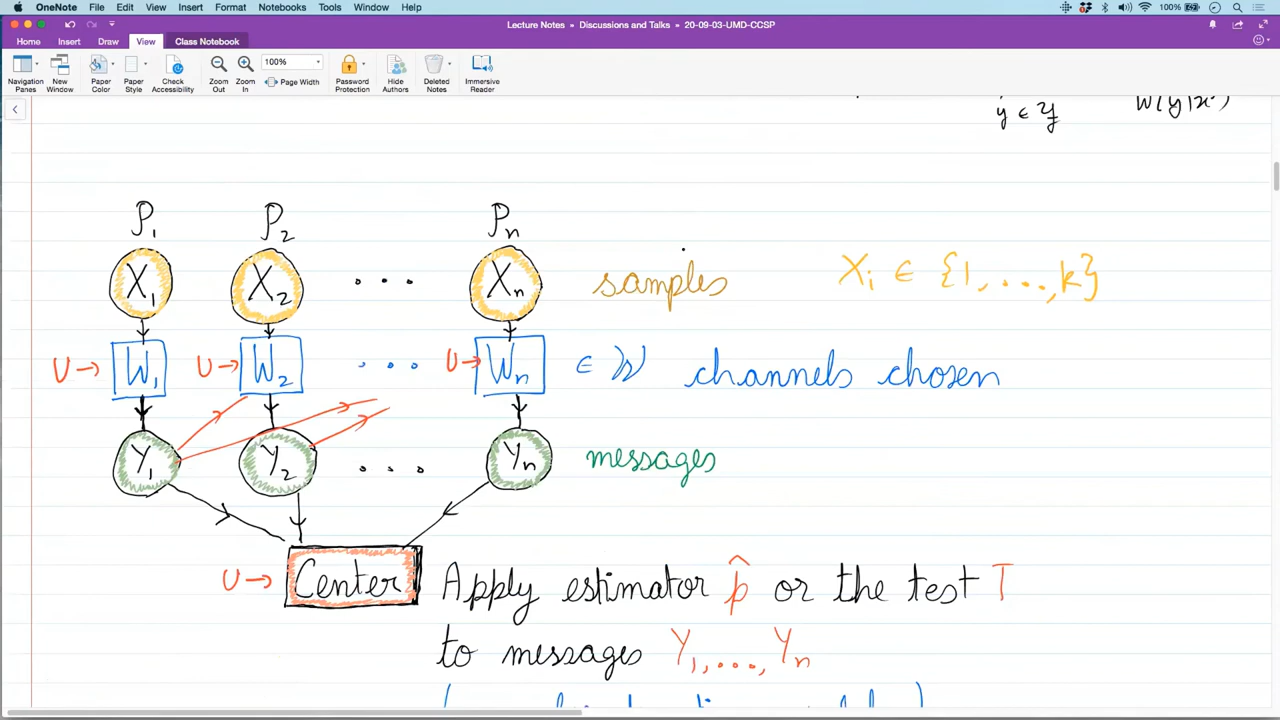 OneNote File Edit View Insert Format Notebooks Tools Window Help 100%
Lecture Notes » Discussions and Talks » 20-09-03-UMD-CCSP
Home Insert Draw View Class Notebook
100%
Page Width
Navigation Panes New Window Paper Color Paper Style Check Accessibility Zoom Out Zoom In Password Protection Hide Authors Deleted Notes Immersive Reader
y ∈ 𝒴 W(y|x')
P1 P2 Pn
X1 X2 ... Xn samples Xi ∈ {1,...,k}
U→ W1 U→ W2 ... U→ Wn ∈ 𝒲 channels chosen
Y1 Y2 ... Yn messages
U→ Center Apply estimator p̂ or the test T
to messages Y1,...,Yn